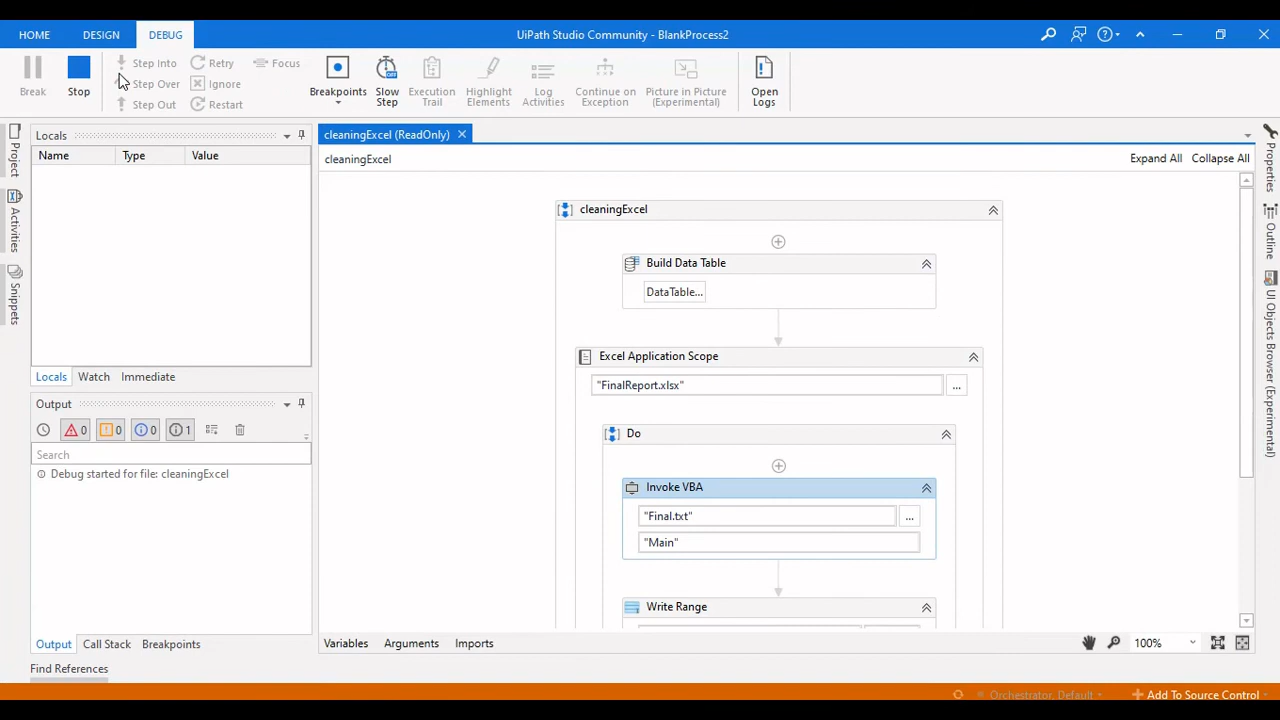 HOME DESIGN DEBUG
UiPath Studio Community - BlankProcess2
Break
Stop
Step Into
Step Over
Step Out
Retry
Ignore
Restart
Focus
Breakpoints
Slow
Step
Execution
Trail
Highlight
Elements
Log
Activities
Continue on
Exception
Picture in Picture
(Experimental)
Open
Logs
Project
Activities
Snippets
Locals
Name Type Value
Locals Watch Immediate
Output
0 0 0 1
Search
Debug started for file: cleaningExcel
Output Call Stack Breakpoints
Find References
cleaningExcel (ReadOnly)
cleaningExcel
Expand All Collapse All
cleaningExcel
Build Data Table
DataTable...
Excel Application Scope
"FinalReport.xlsx"
...
Do
Invoke VBA
"Final.txt"
...
"Main"
Write Range
Variables Arguments Imports
100%
Properties
Outline
UI Objects Browser (Experimental)
Orchestrator, Default
Add To Source Control